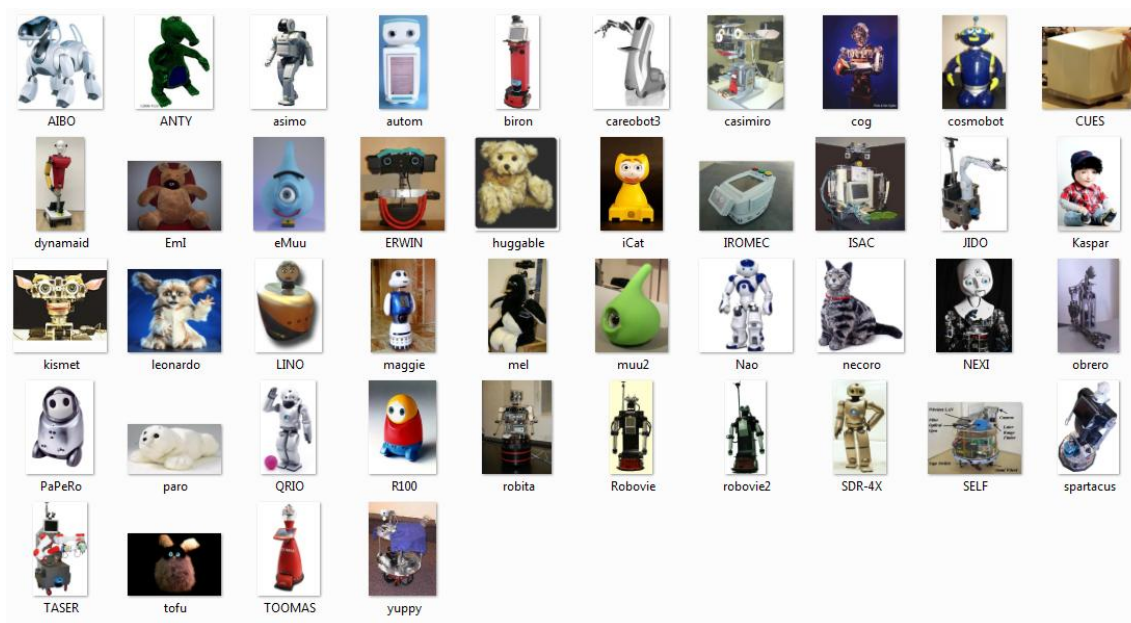 AIBO
ANTY
asimo
autom
biron
careobot3
casimiro
cog
cosmobot
CUES
dynamaid
EmI
eMuu
ERWIN
huggable
iCat
IROMEC
ISAC
JIDO
Kaspar
kismet
leonardo
LINO
maggie
mel
muu2
Nao
necoro
NEXI
obrero
PaPeRo
paro
QRIO
R100
robita
Robovie
robovie2
SDR-4X
SELF
spartacus
TASER
tofu
TOOMAS
yuppy